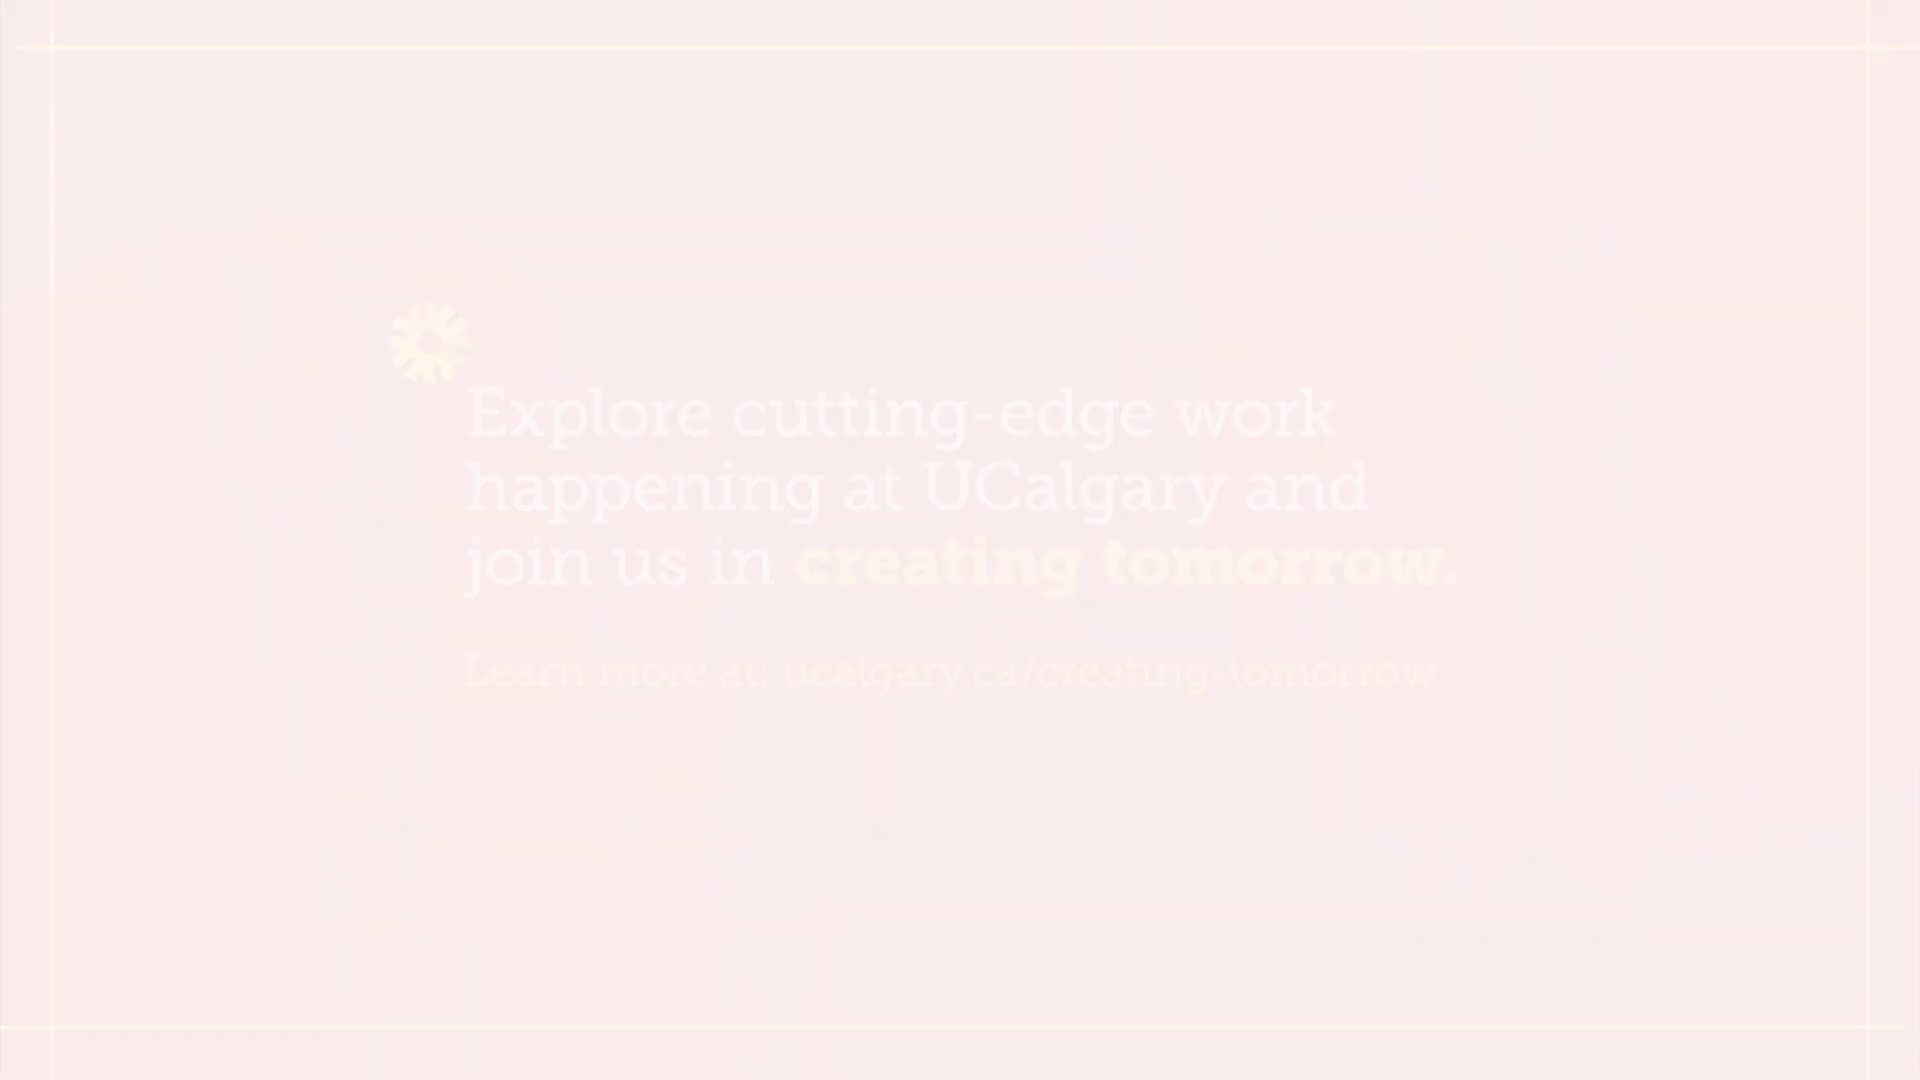 Explore cutting-edge work
happening at UCalgary and
join us in creating tomorrow.
Learn more at: ucalgary.ca/creating-tomorrow